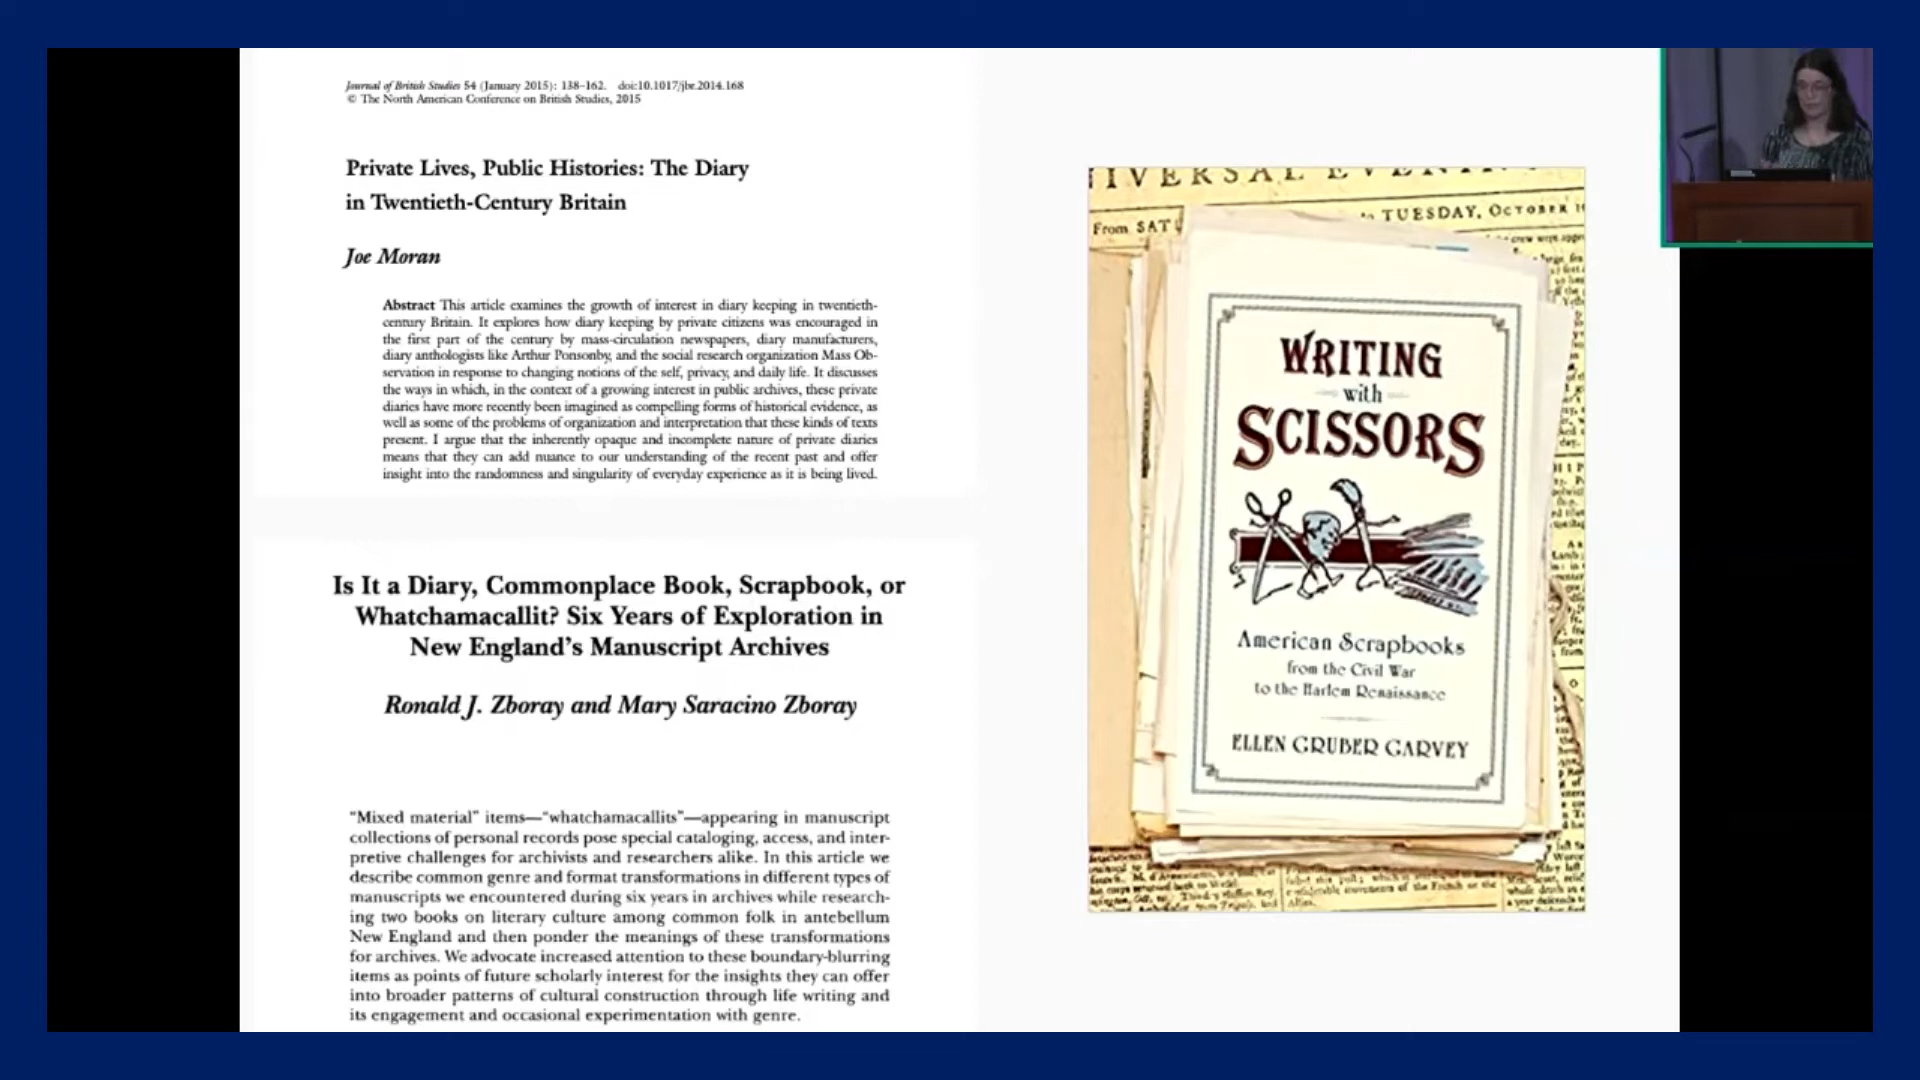 Journal of British Studies 54 (January 2015): 138–162. doi:10.1017/jbr.2014.168
© The North American Conference on British Studies, 2015
Private Lives, Public Histories: The Diary
in Twentieth-Century Britain
Joe Moran
Abstract This article examines the growth of interest in diary keeping in twentieth-
century Britain. It explores how diary keeping by private citizens was encouraged in
the first part of the century by mass-circulation newspapers, diary manufacturers,
diary anthologists like Arthur Ponsonby, and the social research organization Mass Ob-
servation in response to changing notions of the self, privacy, and daily life. It discusses
the ways in which, in the context of a growing interest in public archives, these private
diaries have more recently been imagined as compelling forms of historical evidence, as
well as some of the problems of organization and interpretation that these kinds of texts
present. I argue that the inherently opaque and incomplete nature of private diaries
means that they can add nuance to our understanding of the recent past and offer
insight into the randomness and singularity of everyday experience as it is being lived.
Is It a Diary, Commonplace Book, Scrapbook, or
Whatchamacallit? Six Years of Exploration in
New England's Manuscript Archives
Ronald J. Zboray and Mary Saracino Zboray
"Mixed material" items—"whatchamacallits"—appearing in manuscript
collections of personal records pose special cataloging, access, and inter-
pretive challenges for archivists and researchers alike. In this article we
describe common genre and format transformations in different types of
manuscripts we encountered during six years in archives while research-
ing two books on literary culture among common folk in antebellum
New England and then ponder the meanings of these transformations
for archives. We advocate increased attention to these boundary-blurring
items as points of future scholarly interest for the insights they can offer
into broader patterns of cultural construction through life writing and
its engagement and occasional experimentation with genre.
TUESDAY, OCTOBER
From SAT
WRITING
with
SCISSORS
American Scrapbooks
from the Civil War
to the Harlem Renaissance
ELLEN GRUBER GARVEY